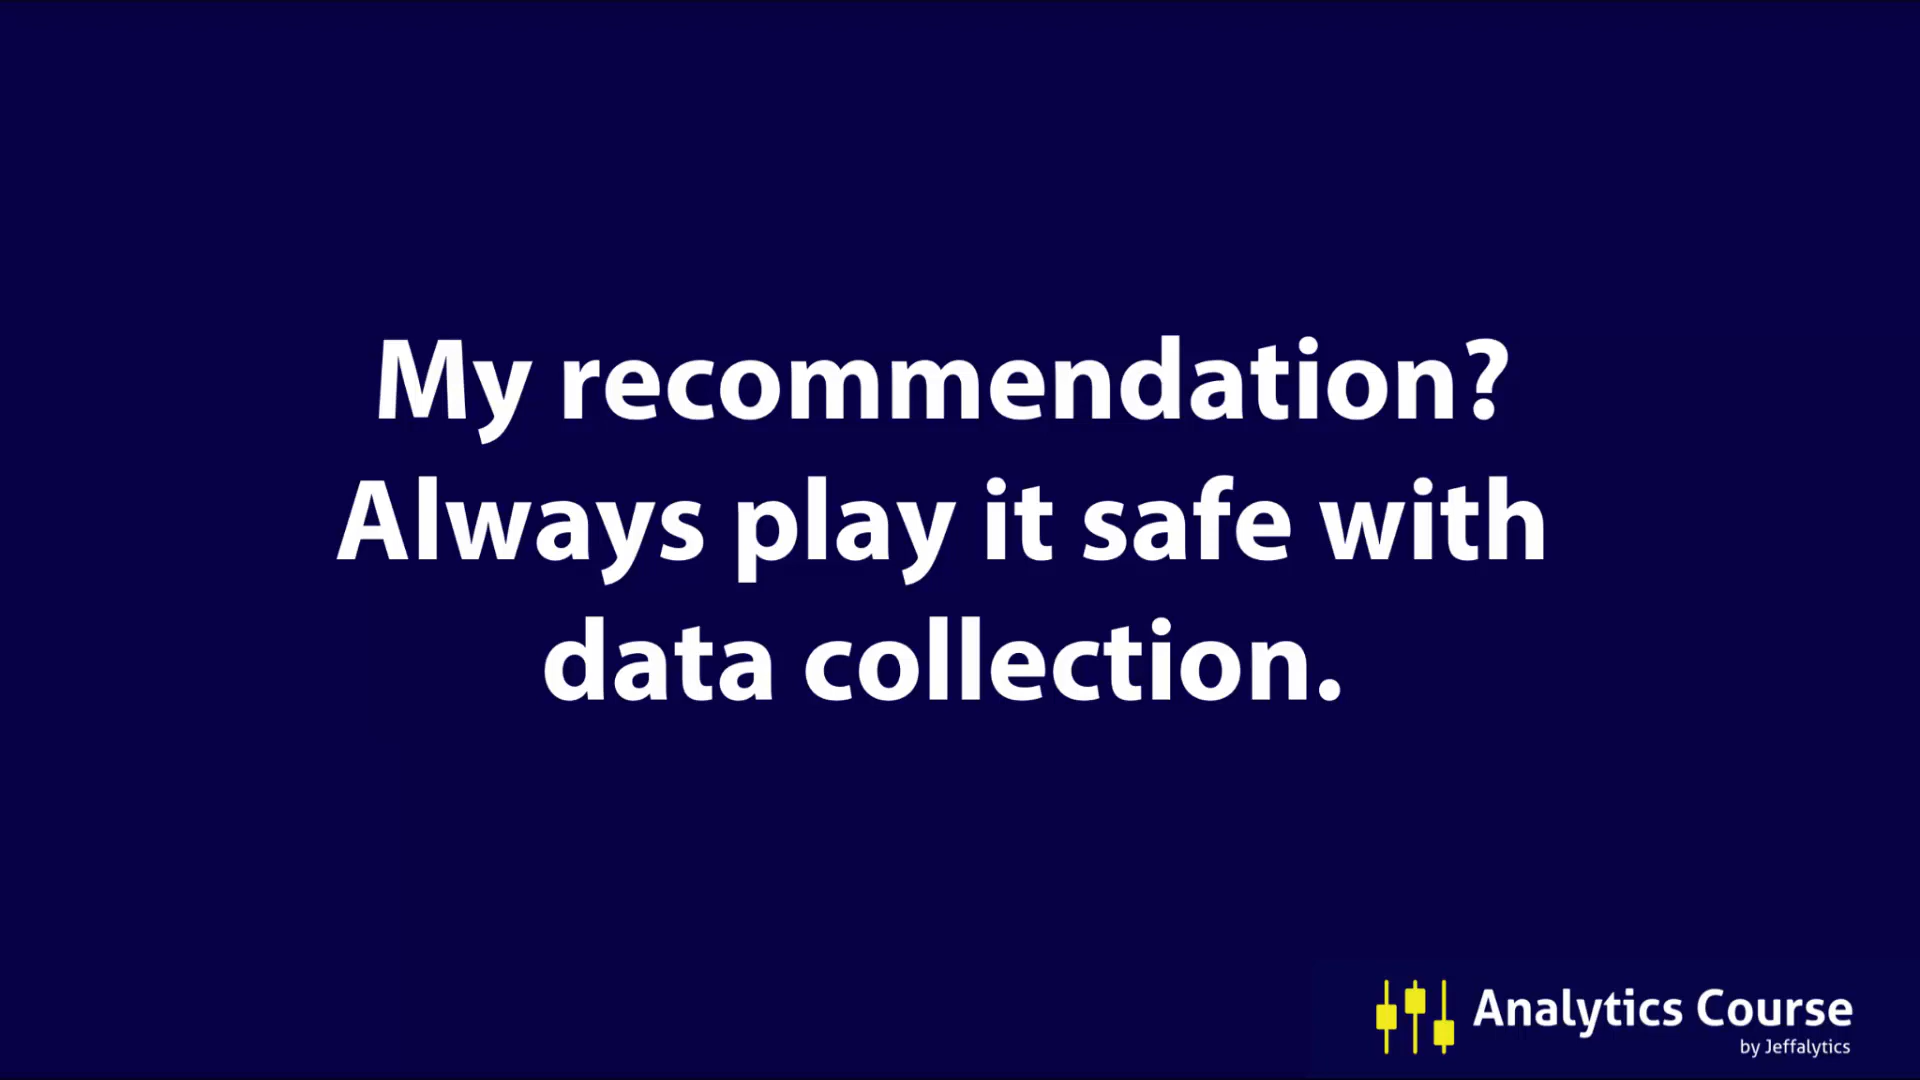 My recommendation?
Always play it safe with
data collection.
Analytics Course
by Jeffalytics